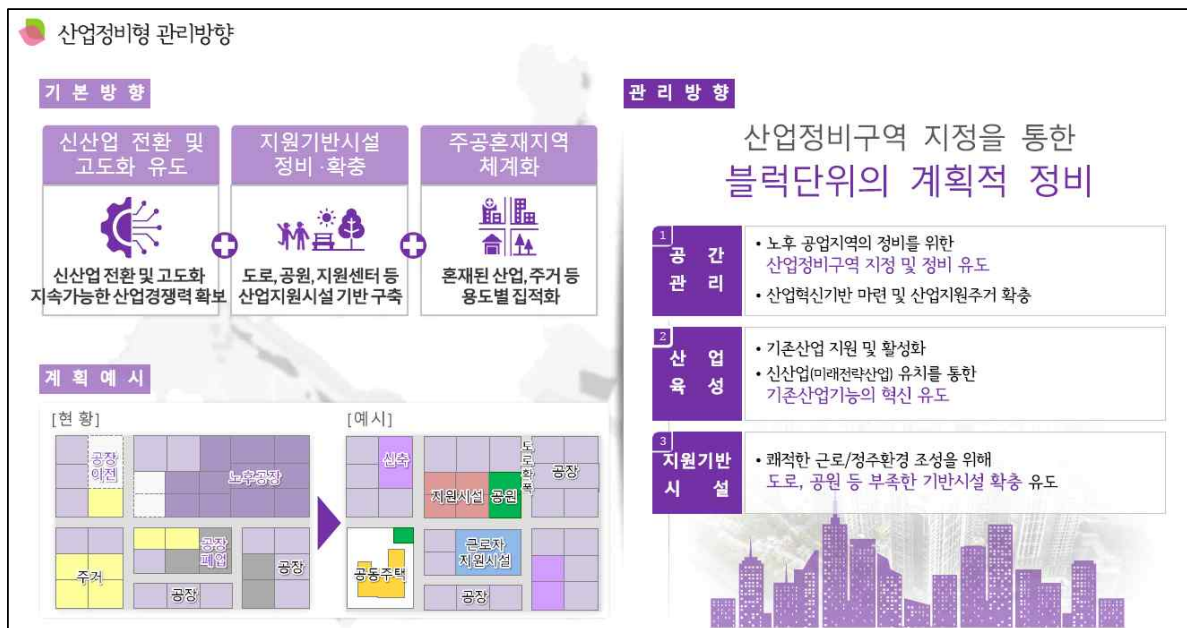 산업정비형 관리방향
기 본 방 향
신산업 전환 및
고도화 유도
신산업 전환 및 고도화
지속가능한 산업경쟁력 확보
지원기반시설
정비·확충
도로, 공원, 지원센터 등
산업지원시설 기반 구축
주공혼재지역
체계화
혼재된 산업, 주거 등
용도별 집적화
계 획 예 시
[현 황]
공장
이전
노후공장
주거
공장
폐업
공장
공장
[예시]
신축
지원시설
공원
도로확폭
공장
공동주택
근로자
지원시설
공장
관 리 방 향
산업정비구역 지정을 통한
블럭단위의 계획적 정비
1
공 간
관 리
• 노후 공업지역의 정비를 위한
산업정비구역 지정 및 정비 유도
• 산업혁신기반 마련 및 산업지원주거 확충
2
산 업
육 성
• 기존산업 지원 및 활성화
• 신산업(미래전략산업) 유치를 통한
기존산업기능의 혁신 유도
3
지원기반
시 설
• 쾌적한 근로/정주환경 조성을 위해
도로, 공원 등 부족한 기반시설 확충 유도